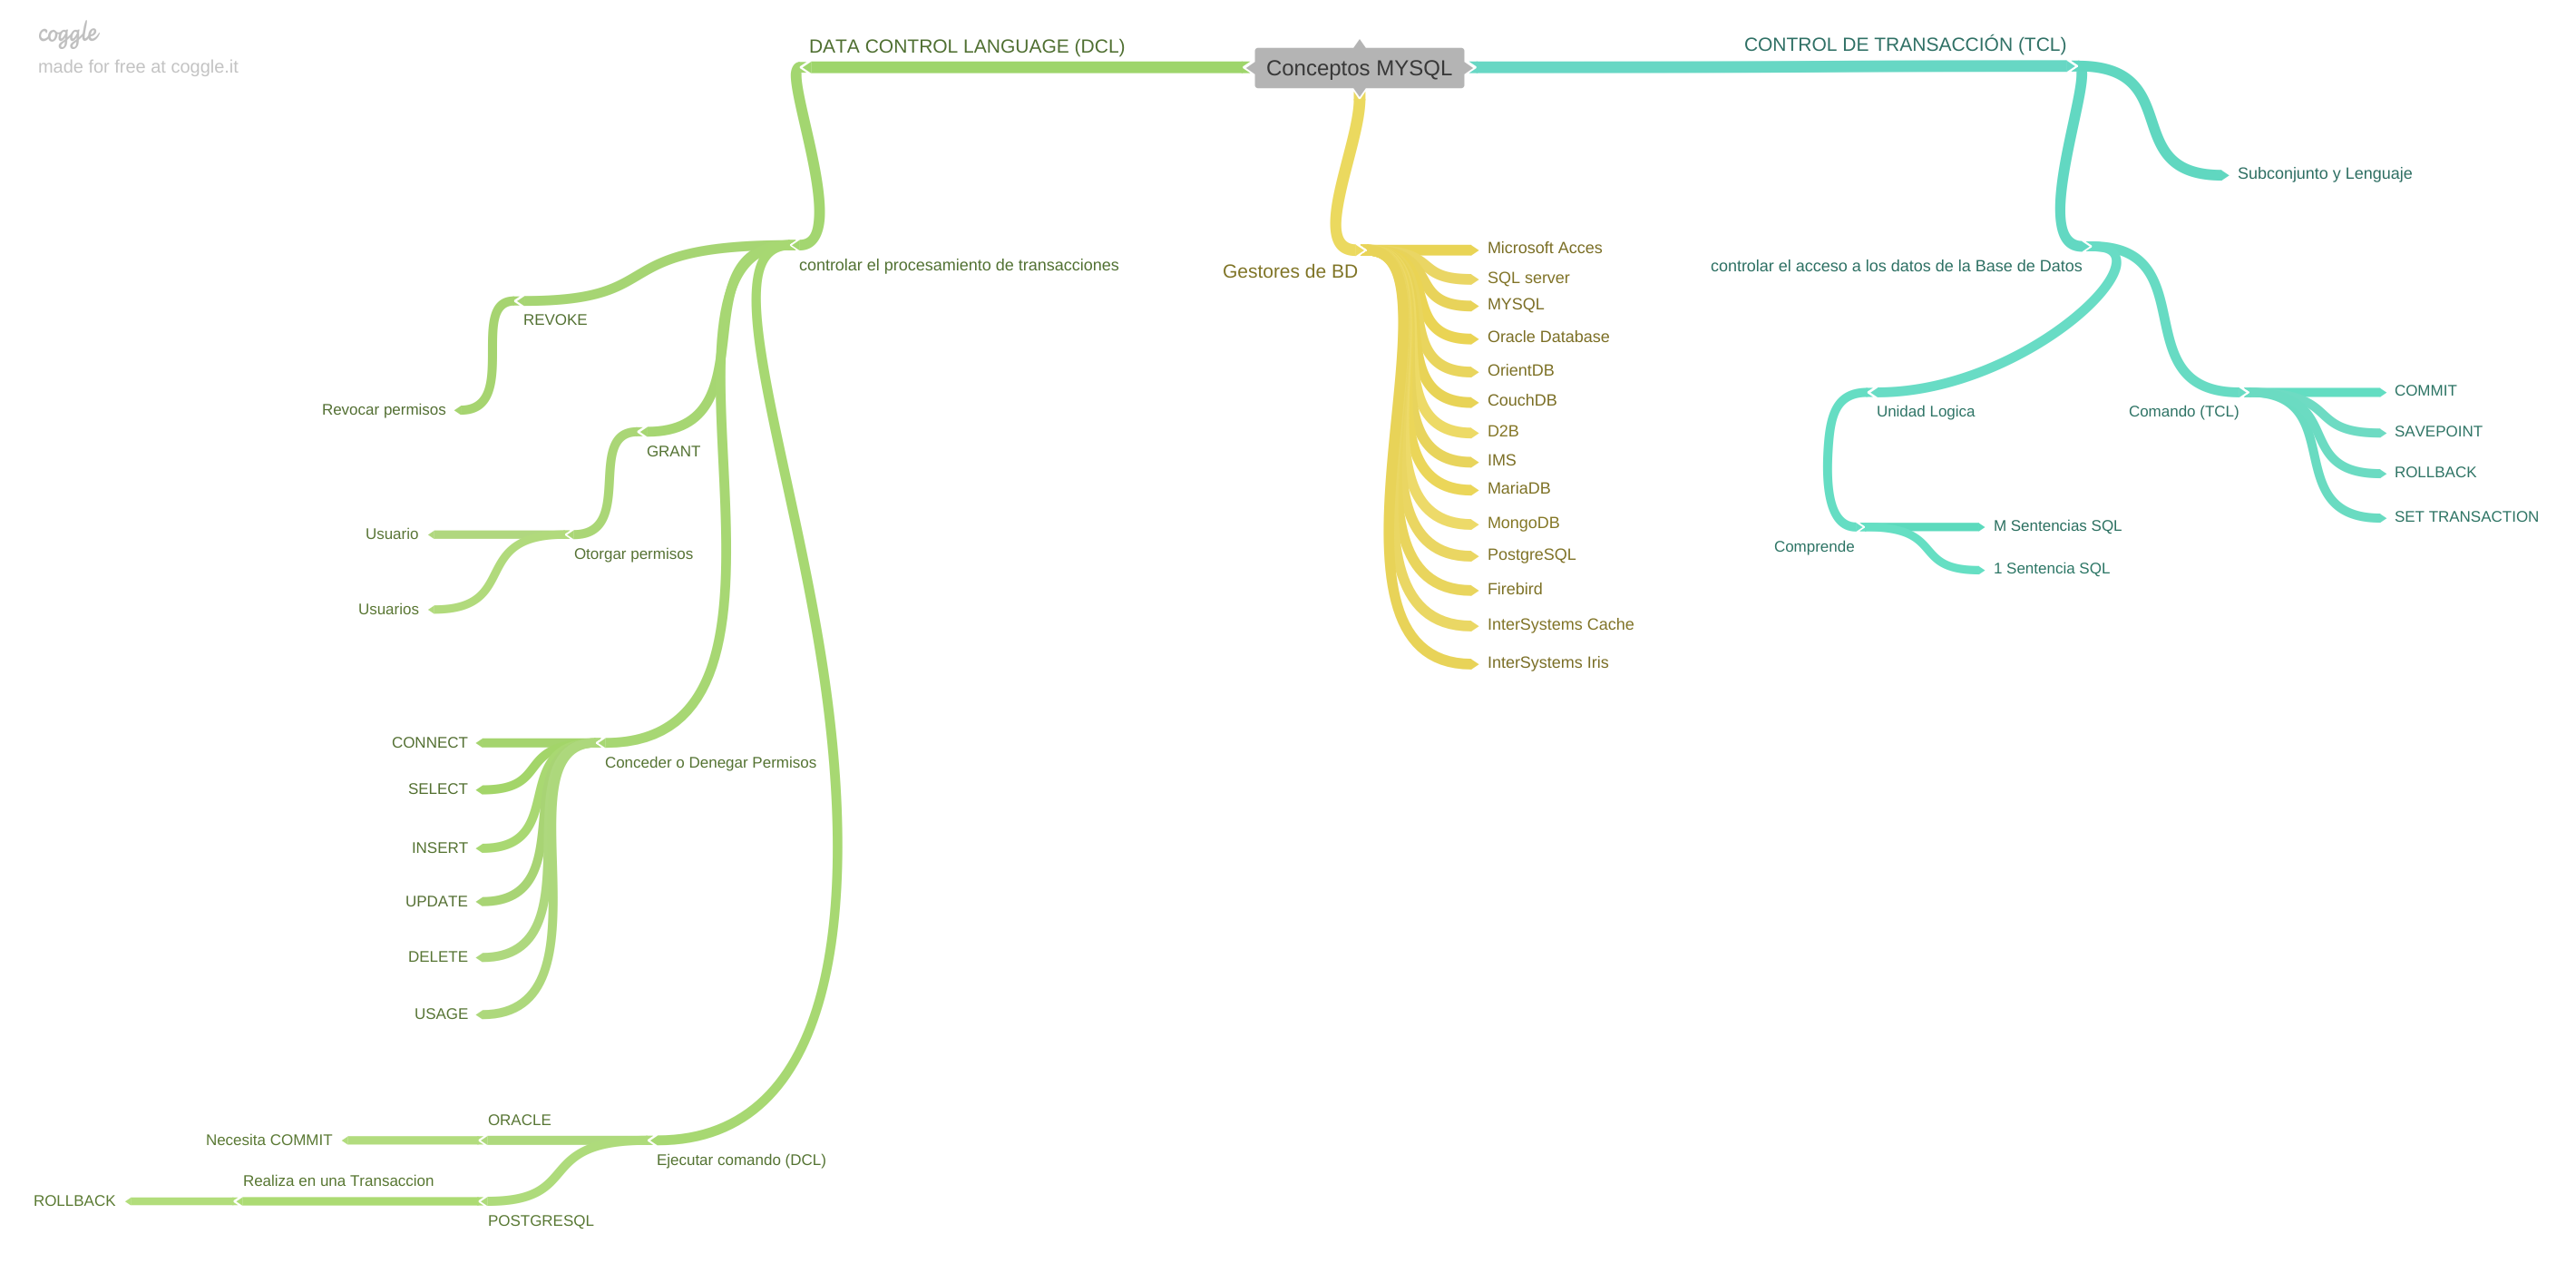 coggle
made for free at coggle.it
Conceptos MYSQL
DATA CONTROL LANGUAGE (DCL)
controlar el procesamiento de transacciones
REVOKE
Revocar permisos
GRANT
Otorgar permisos
Usuario
Usuarios
Conceder o Denegar Permisos
CONNECT
SELECT
INSERT
UPDATE
DELETE
USAGE
Ejecutar comando (DCL)
ORACLE
Necesita COMMIT
POSTGRESQL
Realiza en una Transaccion
ROLLBACK
Gestores de BD
Microsoft Acces
SQL server
MYSQL
Oracle Database
OrientDB
CouchDB
D2B
IMS
MariaDB
MongoDB
PostgreSQL
Firebird
InterSystems Cache
InterSystems Iris
CONTROL DE TRANSACCIÓN (TCL)
Subconjunto y Lenguaje
controlar el acceso a los datos de la Base de Datos
Unidad Logica
Comprende
M Sentencias SQL
1 Sentencia SQL
Comando (TCL)
COMMIT
SAVEPOINT
ROLLBACK
SET TRANSACTION